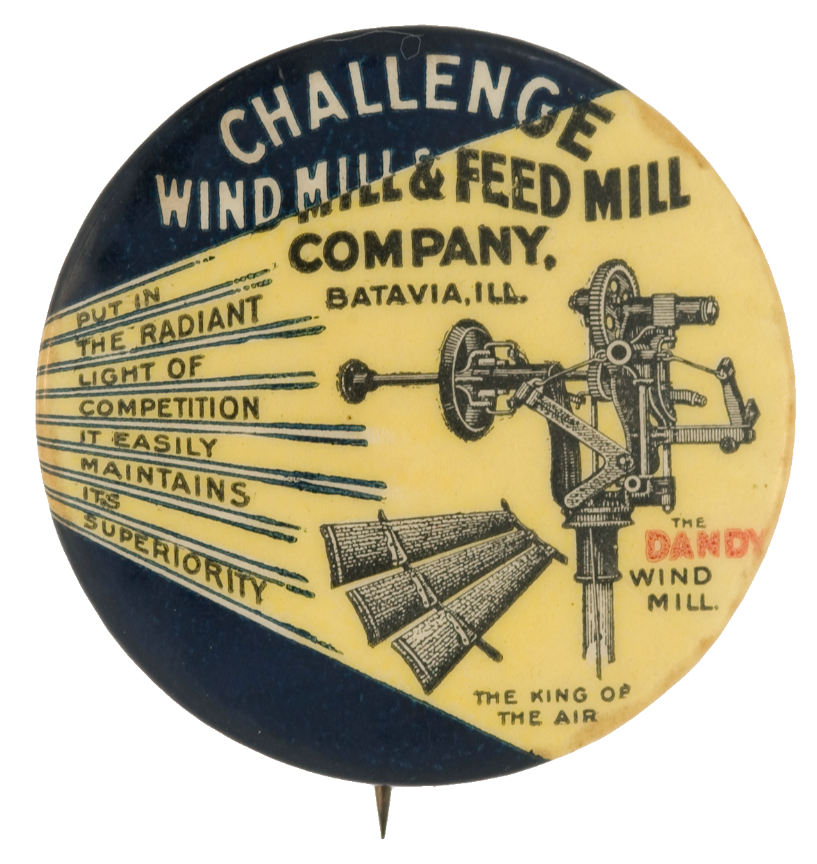 CHALLENGE
WIND MILL & FEED MILL
COMPANY,
BATAVIA, ILL.
PUT IN
THE RADIANT
LIGHT OF
COMPETITION
IT EASILY
MAINTAINS
ITS
SUPERIORITY
THE
DANDY
WIND
MILL.
THE KING OF
THE AIR